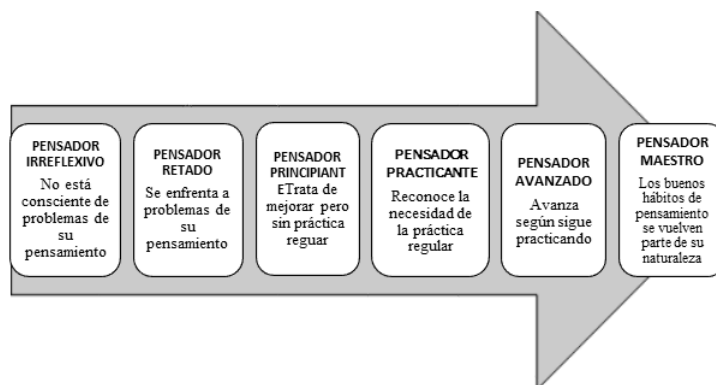 PENSADOR
IRREFLEXIVO
No está
consciente de
problemas de
su
pensamiento
PENSADOR
RETADO
Se enfrenta a
problemas de
su
pensamiento
PENSADOR
PRINCIPIANT
ETrata de
mejorar pero
sin práctica
reguar
PENSADOR
PRACTICANTE
Reconoce la
necesidad de
la práctica
regular
PENSADOR
AVANZADO
Avanza
según sigue
practicando
PENSADOR
MAESTRO
Los buenos
hábitos de
pensamiento
se vuelven
parte de su
naturaleza